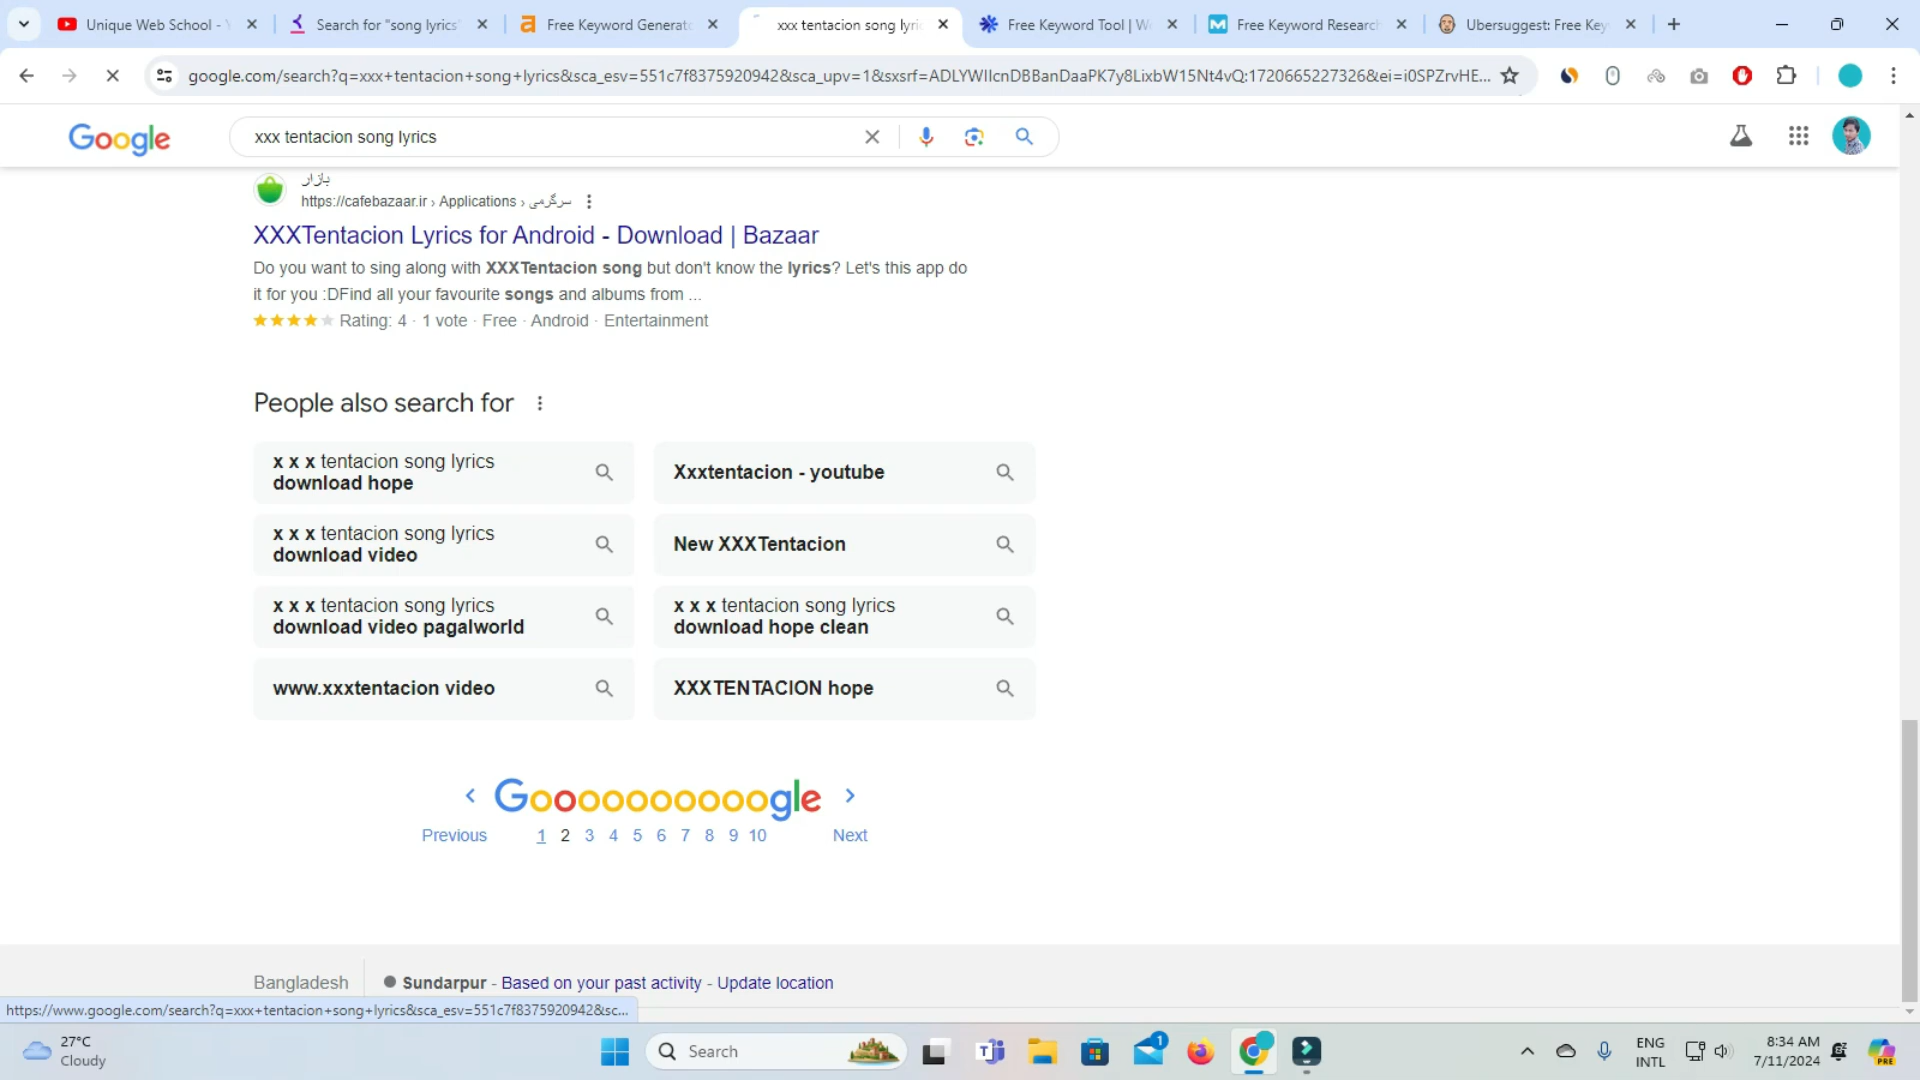 Unique Web School - Y
Search for "song lyrics"
Free Keyword Generato
xxx tentacion song lyric
Free Keyword Tool | Wo
Free Keyword Research
Ubersuggest: Free Key
google.com/search?q=xxx+tentacion+song+lyrics&sca_esv=551c7f8375920942&sca_upv=1&sxsrf=ADLYWIIcnDBBanDaaPK7y8LixbW15Nt4vQ:1720665227326&ei=i0SPZrvHE...
Google
xxx tentacion song lyrics
بازار
https://cafebazaar.ir › Applications › سرگرمی
XXXTentacion Lyrics for Android - Download | Bazaar
Do you want to sing along with XXXTentacion song but don't know the lyrics? Let's this app do
it for you :DFind all your favourite songs and albums from ...
Rating: 4 · 1 vote · Free · Android · Entertainment
People also search for
x x x tentacion song lyrics
download hope
Xxxtentacion - youtube
x x x tentacion song lyrics
download video
New XXXTentacion
x x x tentacion song lyrics
download video pagalworld
x x x tentacion song lyrics
download hope clean
www.xxxtentacion video
XXXTENTACION hope
Goooooooooogle
Previous 1 2 3 4 5 6 7 8 9 10 Next
Bangladesh
Sundarpur - Based on your past activity - Update location
https://www.google.com/search?q=xxx+tentacion+song+lyrics&sca_esv=551c7f8375920942&sc...
27°C
Cloudy
Search
1
ENG
INTL
8:34 AM
7/11/2024
PRE